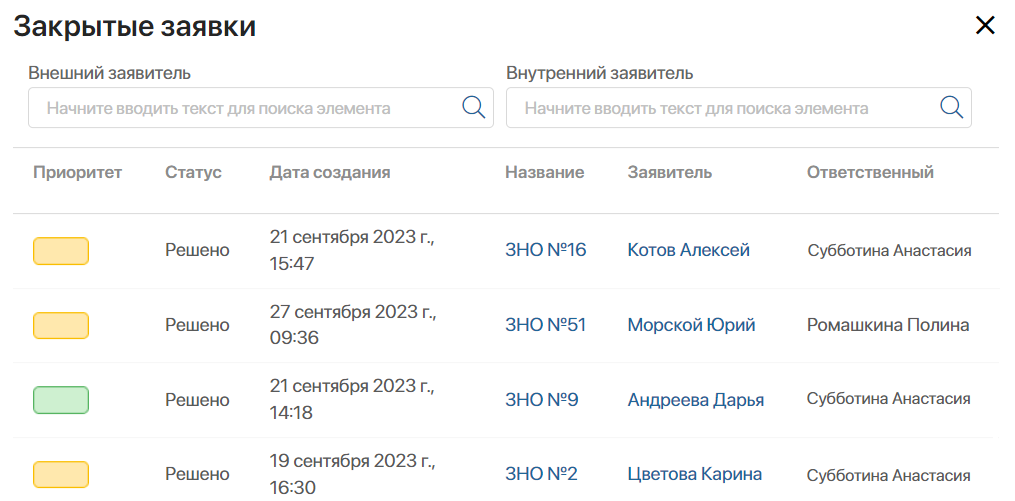 Закрытые заявки
Внешний заявитель Внутренний заявитель
Начните вводить текст для поиска элемента Начните вводить текст для поиска элемента
Приоритет Статус Дата создания Название Заявитель Ответственный
Решено 21 сентября 2023 г., 15:47 ЗНО №16 Котов Алексей Субботина Анастасия
Решено 27 сентября 2023 г., 09:36 ЗНО №51 Морской Юрий Ромашкина Полина
Решено 21 сентября 2023 г., 14:18 ЗНО №9 Андреева Дарья Субботина Анастасия
Решено 19 сентября 2023 г., 16:30 ЗНО №2 Цветова Карина Субботина Анастасия